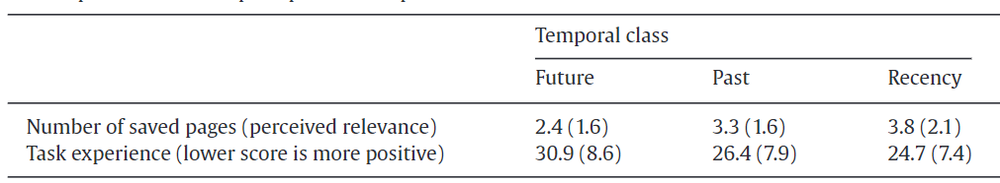 Temporal class
Future Past Recency
Number of saved pages (perceived relevance) 2.4 (1.6) 3.3 (1.6) 3.8 (2.1)
Task experience (lower score is more positive) 30.9 (8.6) 26.4 (7.9) 24.7 (7.4)